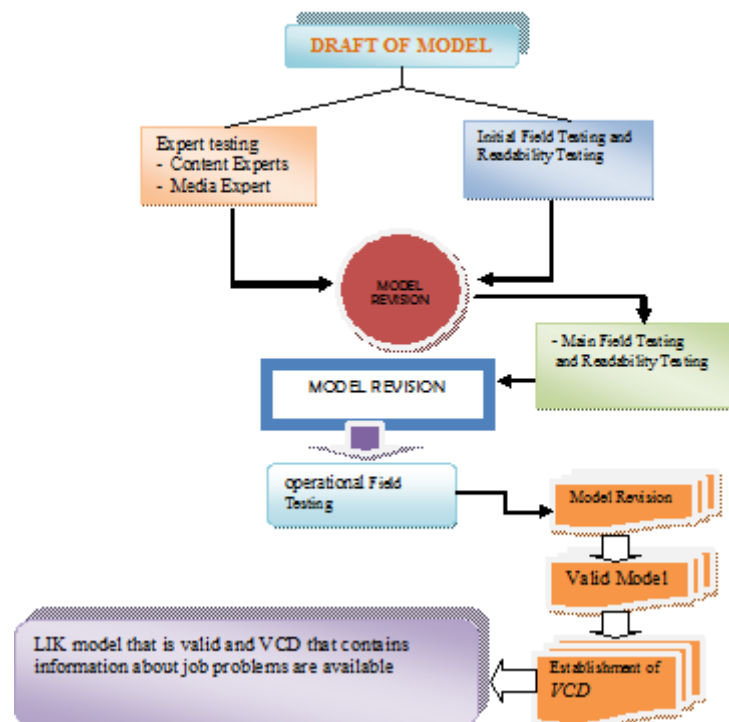 DRAFT OF MODEL
Expert testing
- Content Experts
- Media Expert
Initial Field Testing and
Readability Testing
MODEL
REVISION
- Main Field Testing
and Readability Testing
MODEL REVISION
operational Field
Testing
Model Revision
Valid Model
Establishment of
VCD
LIK model that is valid and VCD that contains
information about job problems are available